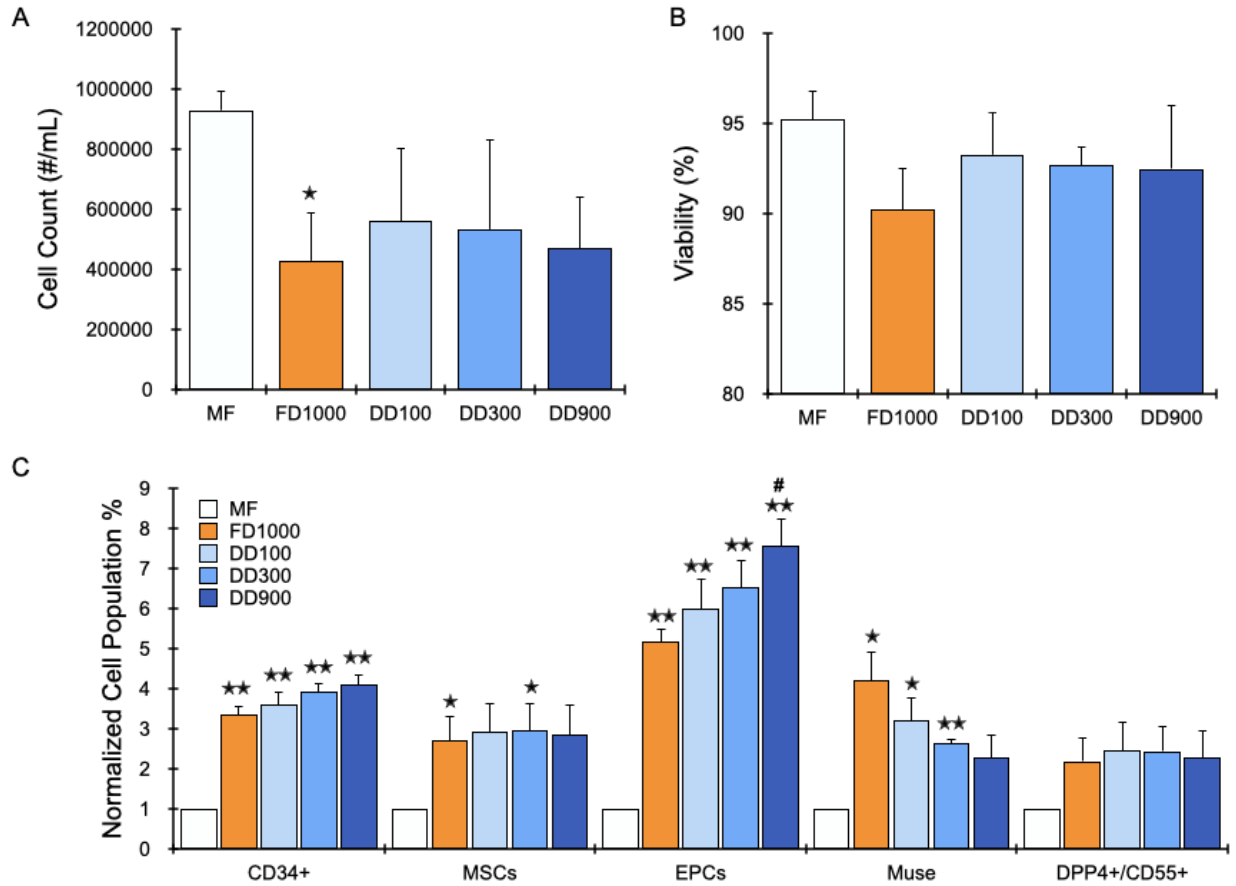 A
Cell Count (#/mL)
1200000
1000000
800000
600000
400000
200000
0
★
MF FD1000 DD100 DD300 DD900
B
Viability (%)
100
95
90
85
80
MF FD1000 DD100 DD300 DD900
C
Normalized Cell Population %
9
8
7
6
5
4
3
2
1
0
MF
FD1000
DD100
DD300
DD900
★★ ★★ ★★ ★★
★ ★
★★ ★★ ★★ #
★★
★ ★ ★★
CD34+ MSCs EPCs Muse DPP4+/CD55+